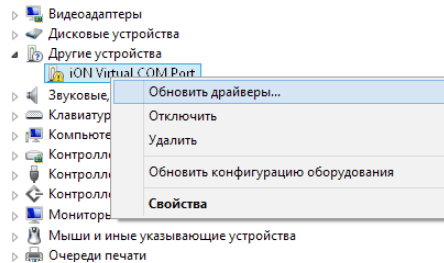 Видеоадаптеры
Дисковые устройства
Другие устройства
iON Virtual COM Port
Обновить драйверы...
Звуковые,
Отключить
Клавиатур
Удалить
Компьюте
Контролле
Обновить конфигурацию оборудования
Контролле
Контролле
Свойства
Мониторы
Мыши и иные указывающие устройства
Очереди печати